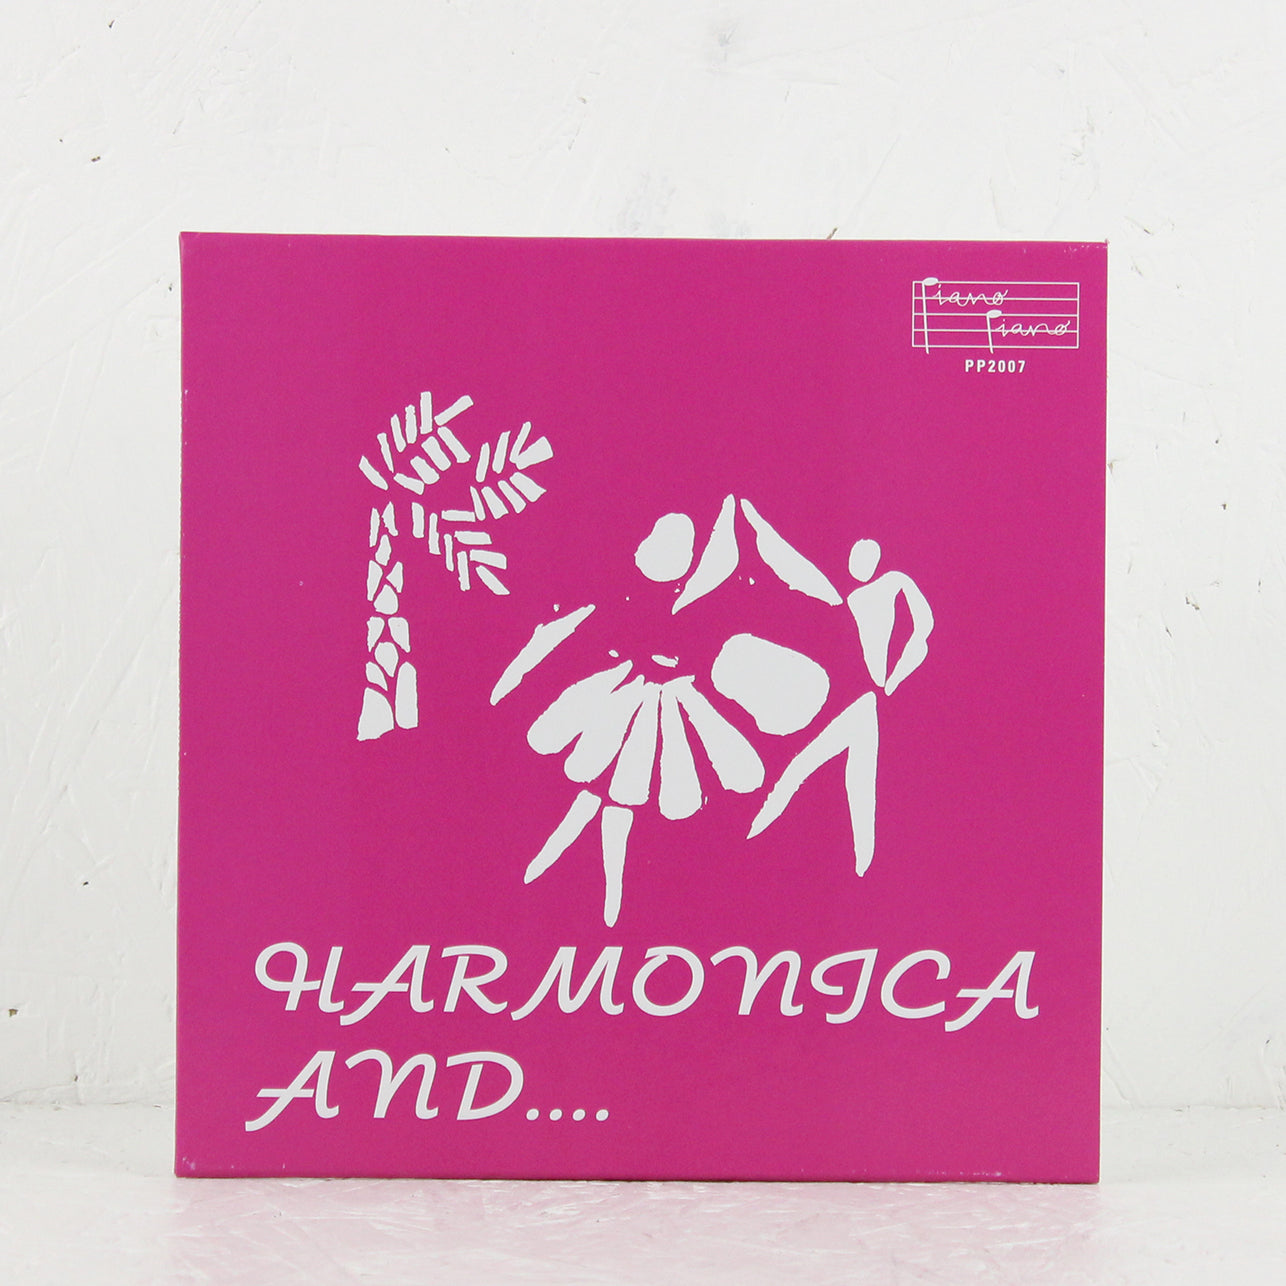 Piano
Piano
PP2007
HARMONICA
AND....